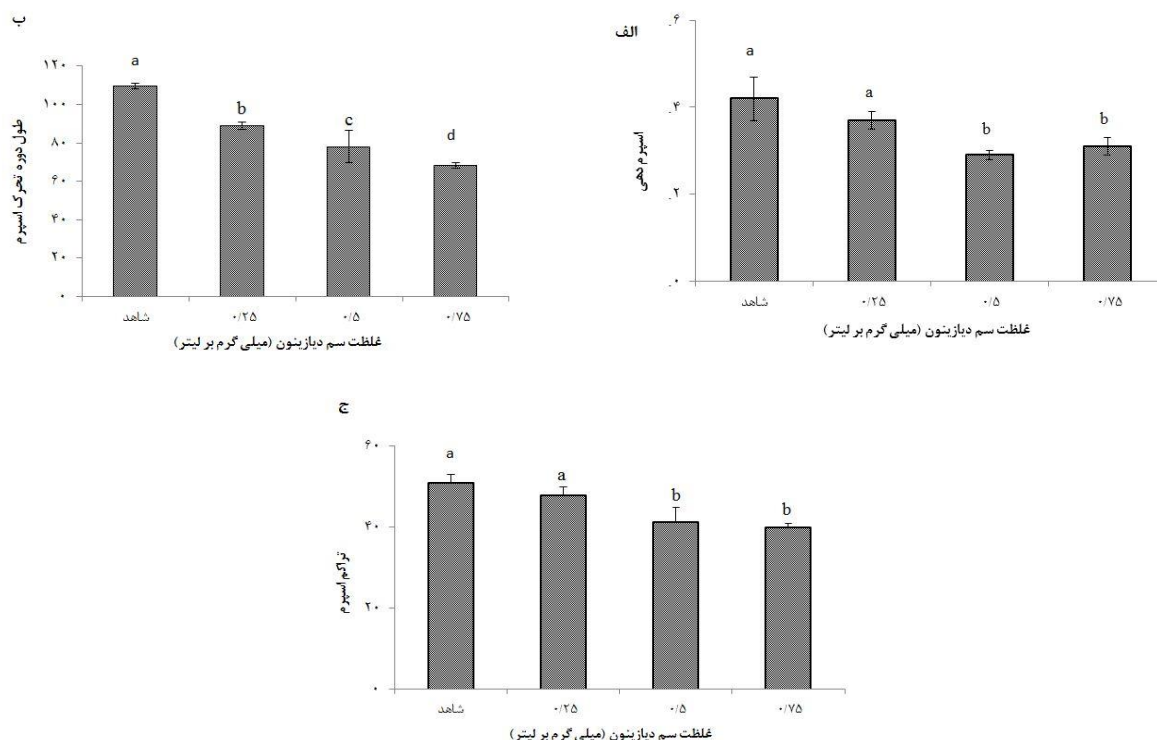 الف
.۶
.۴
.۲
.۰
اسپرم دهی
a
a
b
b
شاهد
۰/۲۵
۰/۵
۰/۷۵
غلظت سم دیازینون (میلی گرم بر لیتر)
ب
۱۲۰
۱۰۰
۸۰
۶۰
۴۰
۲۰
۰
طول دوره تحرک اسپرم
a
b
c
d
شاهد
۰/۲۵
۰/۵
۰/۷۵
غلظت سم دیازینون (میلی گرم بر لیتر)
ج
۶۰
۴۰
۲۰
۰
تراکم اسپرم
a
a
b
b
شاهد
۰/۲۵
۰/۵
۰/۷۵
غلظت سم دیازینون (میلی گرم بر لیتر)